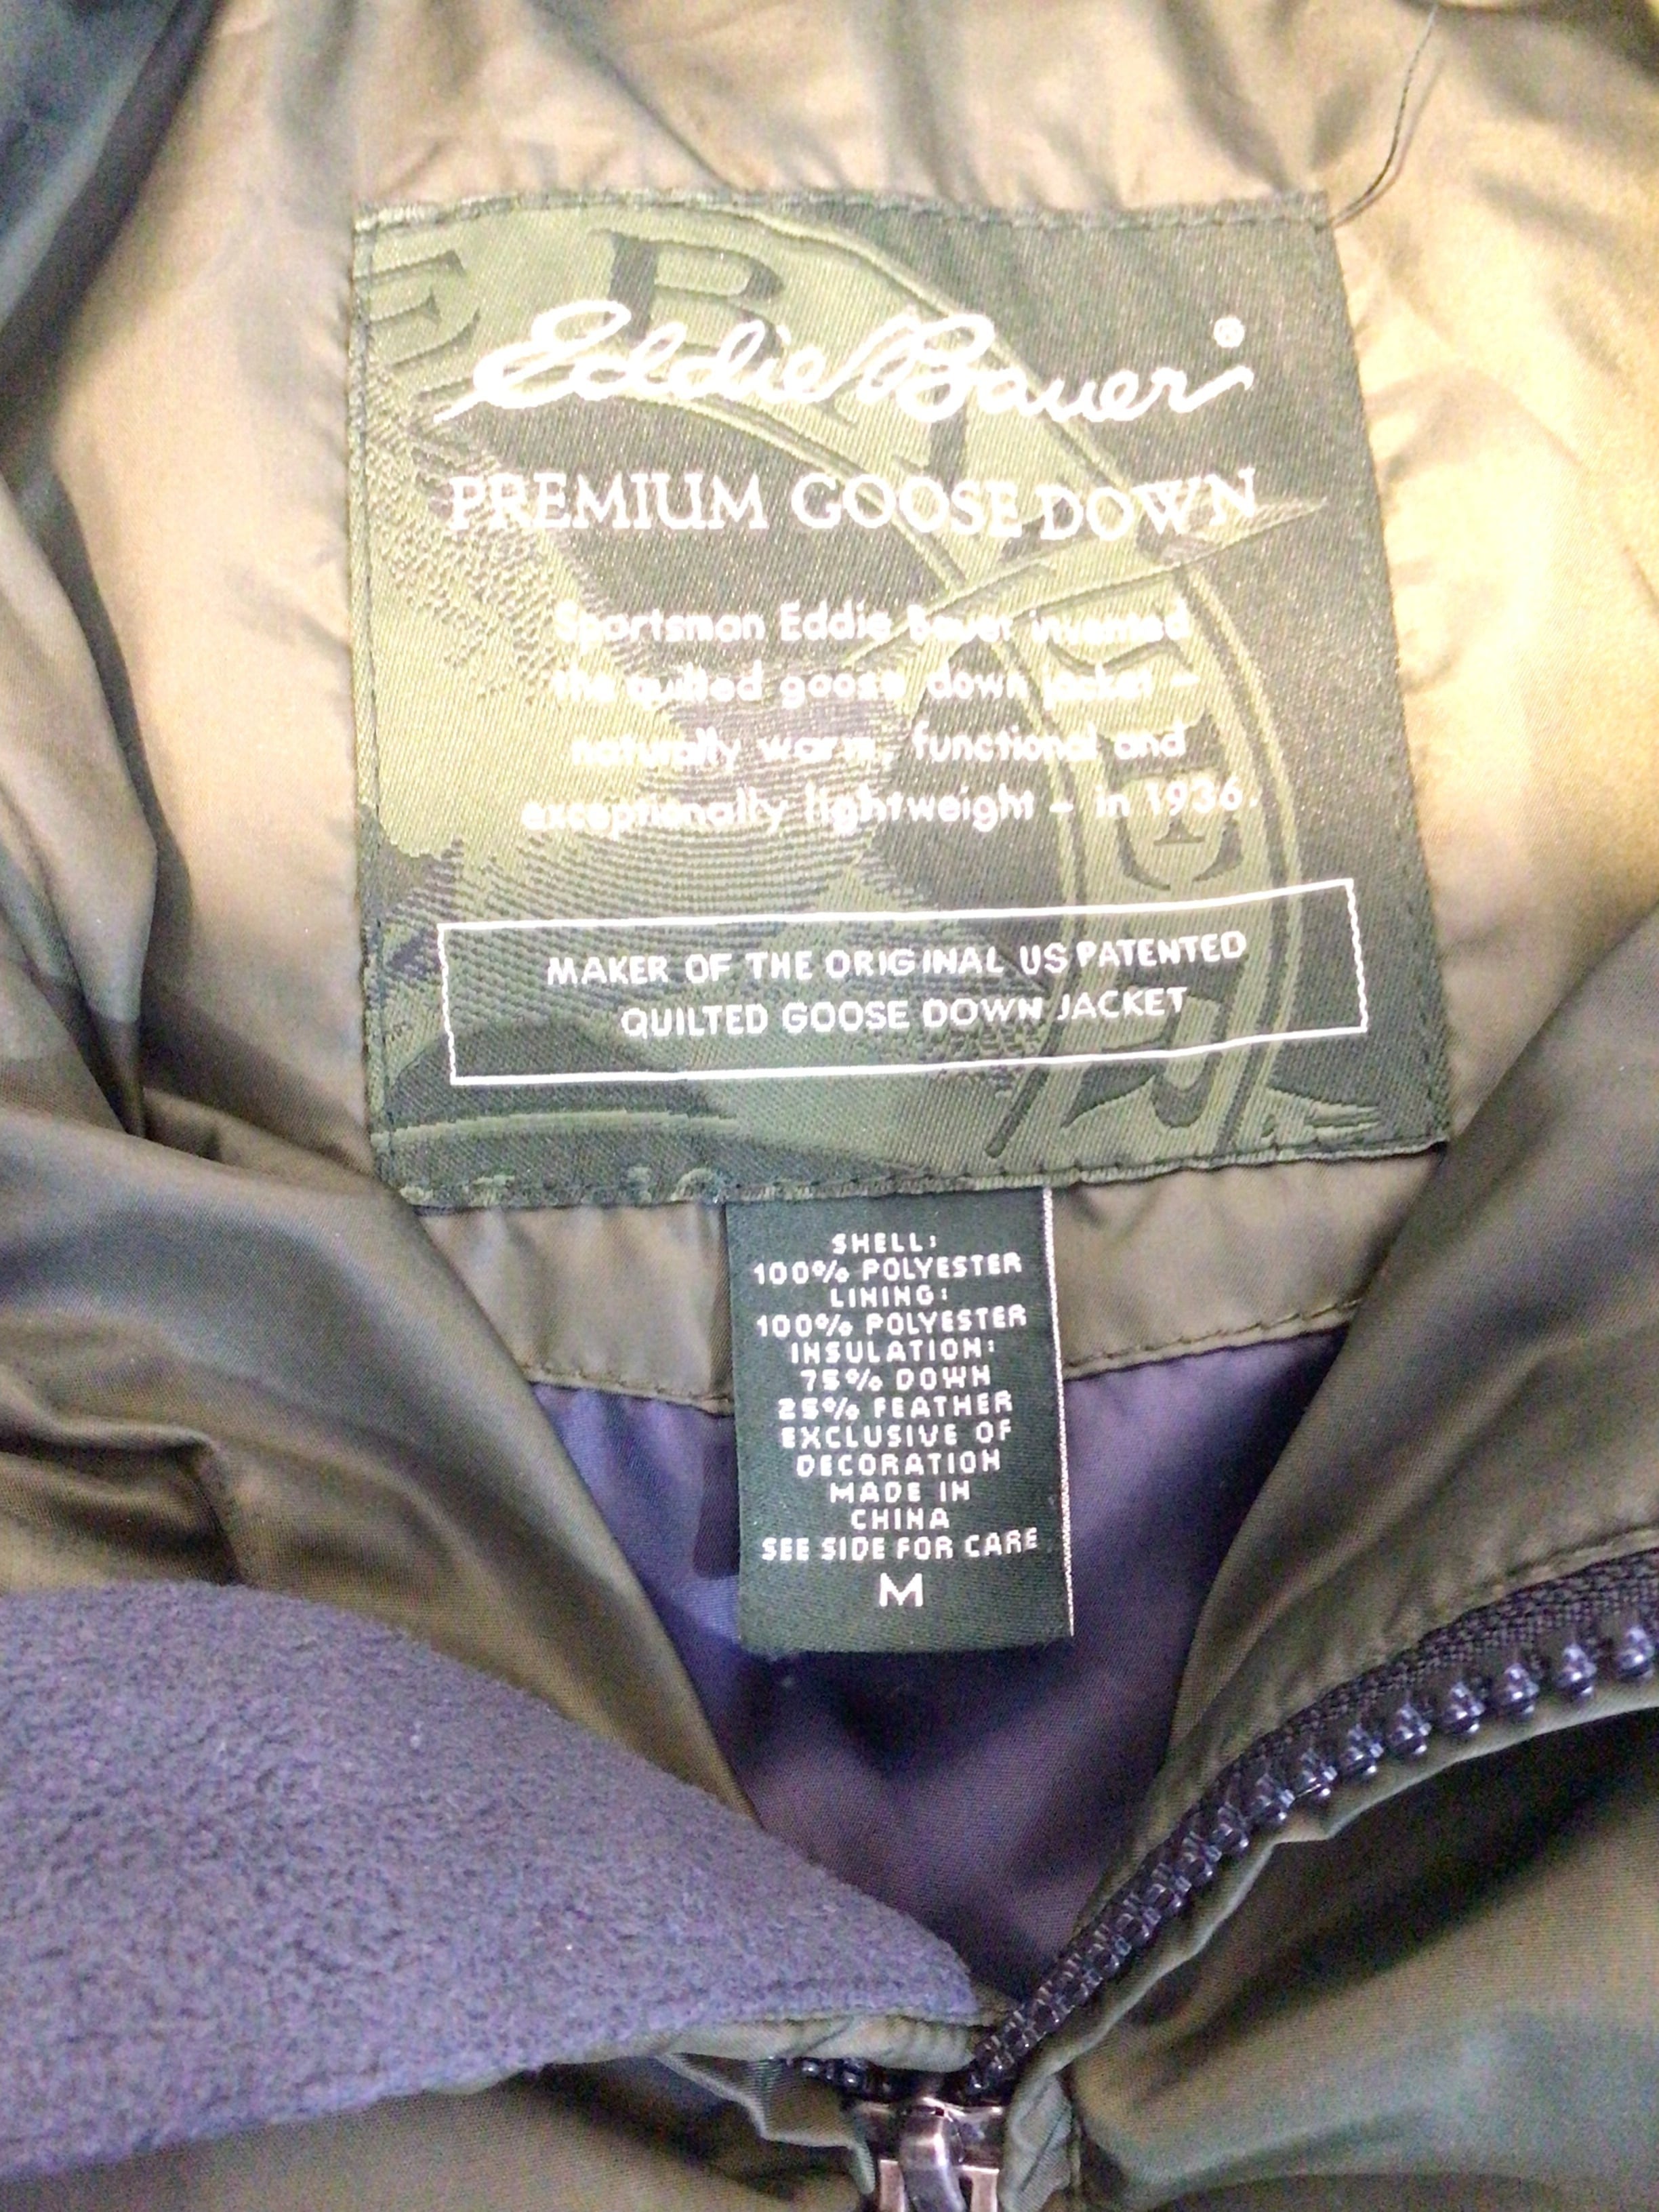 Eddie Bauer®
PREMIUM GOOSE DOWN
Sportsman Eddie Bauer invented
the quilted goose down jacket –
naturally warm, functional and
exceptionally lightweight – in 1936.
MAKER OF THE ORIGINAL US PATENTED
QUILTED GOOSE DOWN JACKET
SHELL:
100% POLYESTER
LINING:
100% POLYESTER
INSULATION:
75% DOWN
25% FEATHER
EXCLUSIVE OF
DECORATION
MADE IN
CHINA
SEE SIDE FOR CARE
M